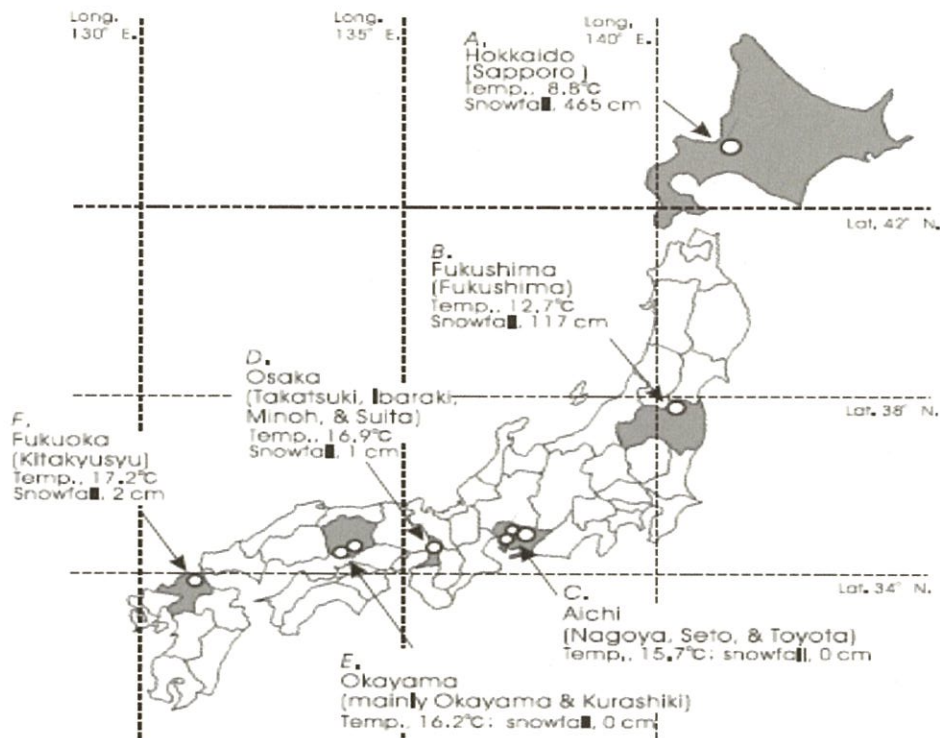 Long.
130° E.
Long.
135° E.
Long.
140° E.
A.
Hokkaido
(Sapporo)
Temp., 8.8°C
Snowfall, 465 cm
Lat. 42° N.
B.
Fukushima
(Fukushima)
Temp., 12.7°C
Snowfall, 117 cm
D.
Osaka
(Takatsuki, Ibaraki,
Minoh, & Suita)
Temp., 16.9°C
Snowfall, 1 cm
Lat. 38° N.
F.
Fukuoka
(Kitakyusyu)
Temp., 17.2°C
Snowfall, 2 cm
Lat. 34° N.
C.
Aichi
(Nagoya, Seto, & Toyota)
Temp., 15.7°C; snowfall, 0 cm
E.
Okayama
(mainly Okayama & Kurashiki)
Temp., 16.2°C; snowfall, 0 cm